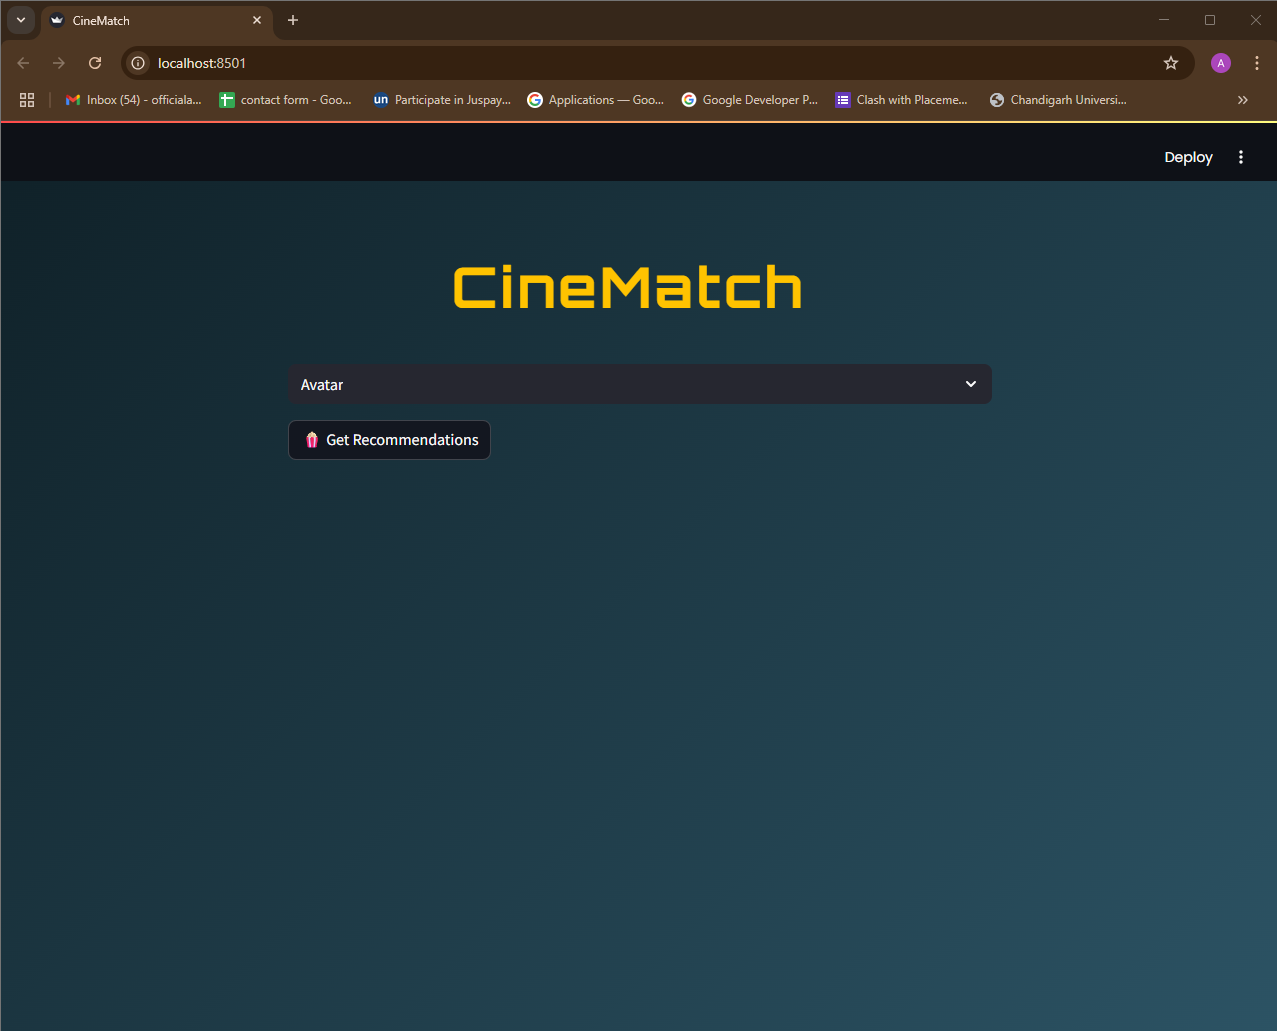 CineMatch
localhost:8501
A
Inbox (54) - officiala...
contact form - Goo...
un Participate in Juspay...
Applications — Goo...
Google Developer P...
Clash with Placeme...
Chandigarh Universi...
Deploy
CineMatch
Avatar
Get Recommendations